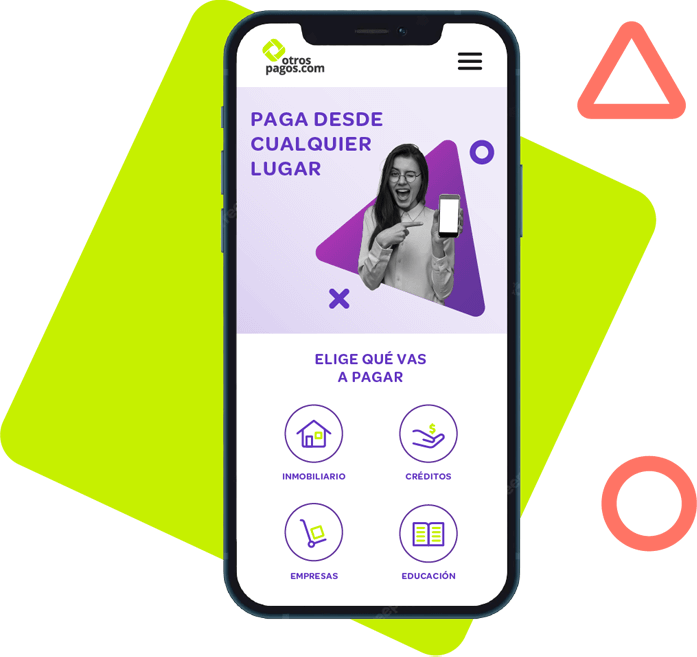 otros
pagos.com
PAGA DESDE
CUALQUIER
LUGAR
ELIGE QUÉ VAS
A PAGAR
$
INMOBILIARIO
CRÉDITOS
EMPRESAS
EDUCACIÓN